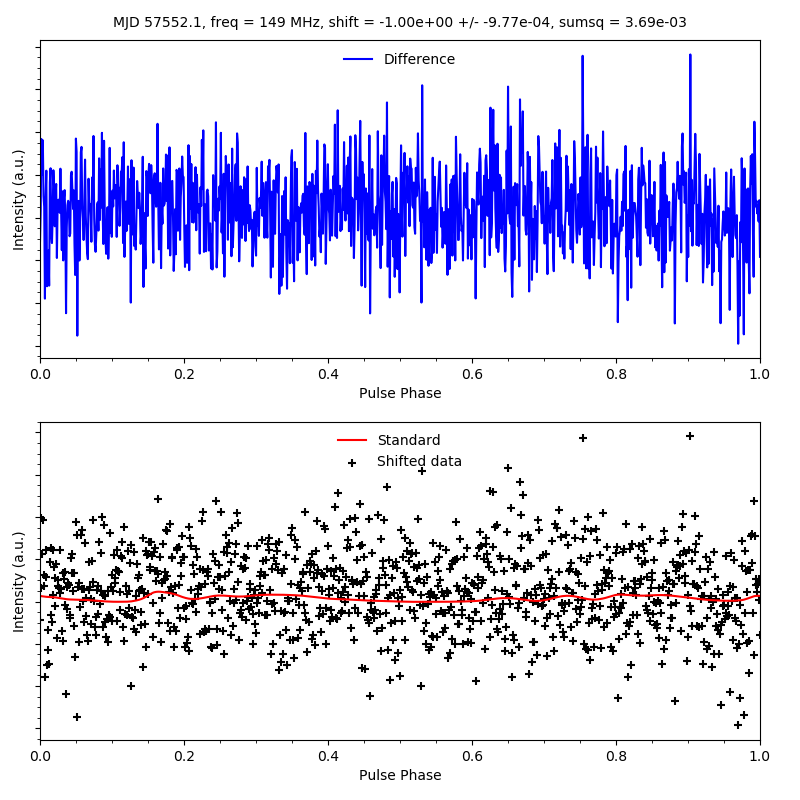 MJD 57552.1, freq = 149 MHz, shift = -1.00e+00 +/- -9.77e-04, sumsq = 3.69e-03
Difference
Intensity (a.u.)
0.0 0.2 0.4 0.6 0.8 1.0
Pulse Phase
Standard
Shifted data
Intensity (a.u.)
0.0 0.2 0.4 0.6 0.8 1.0
Pulse Phase